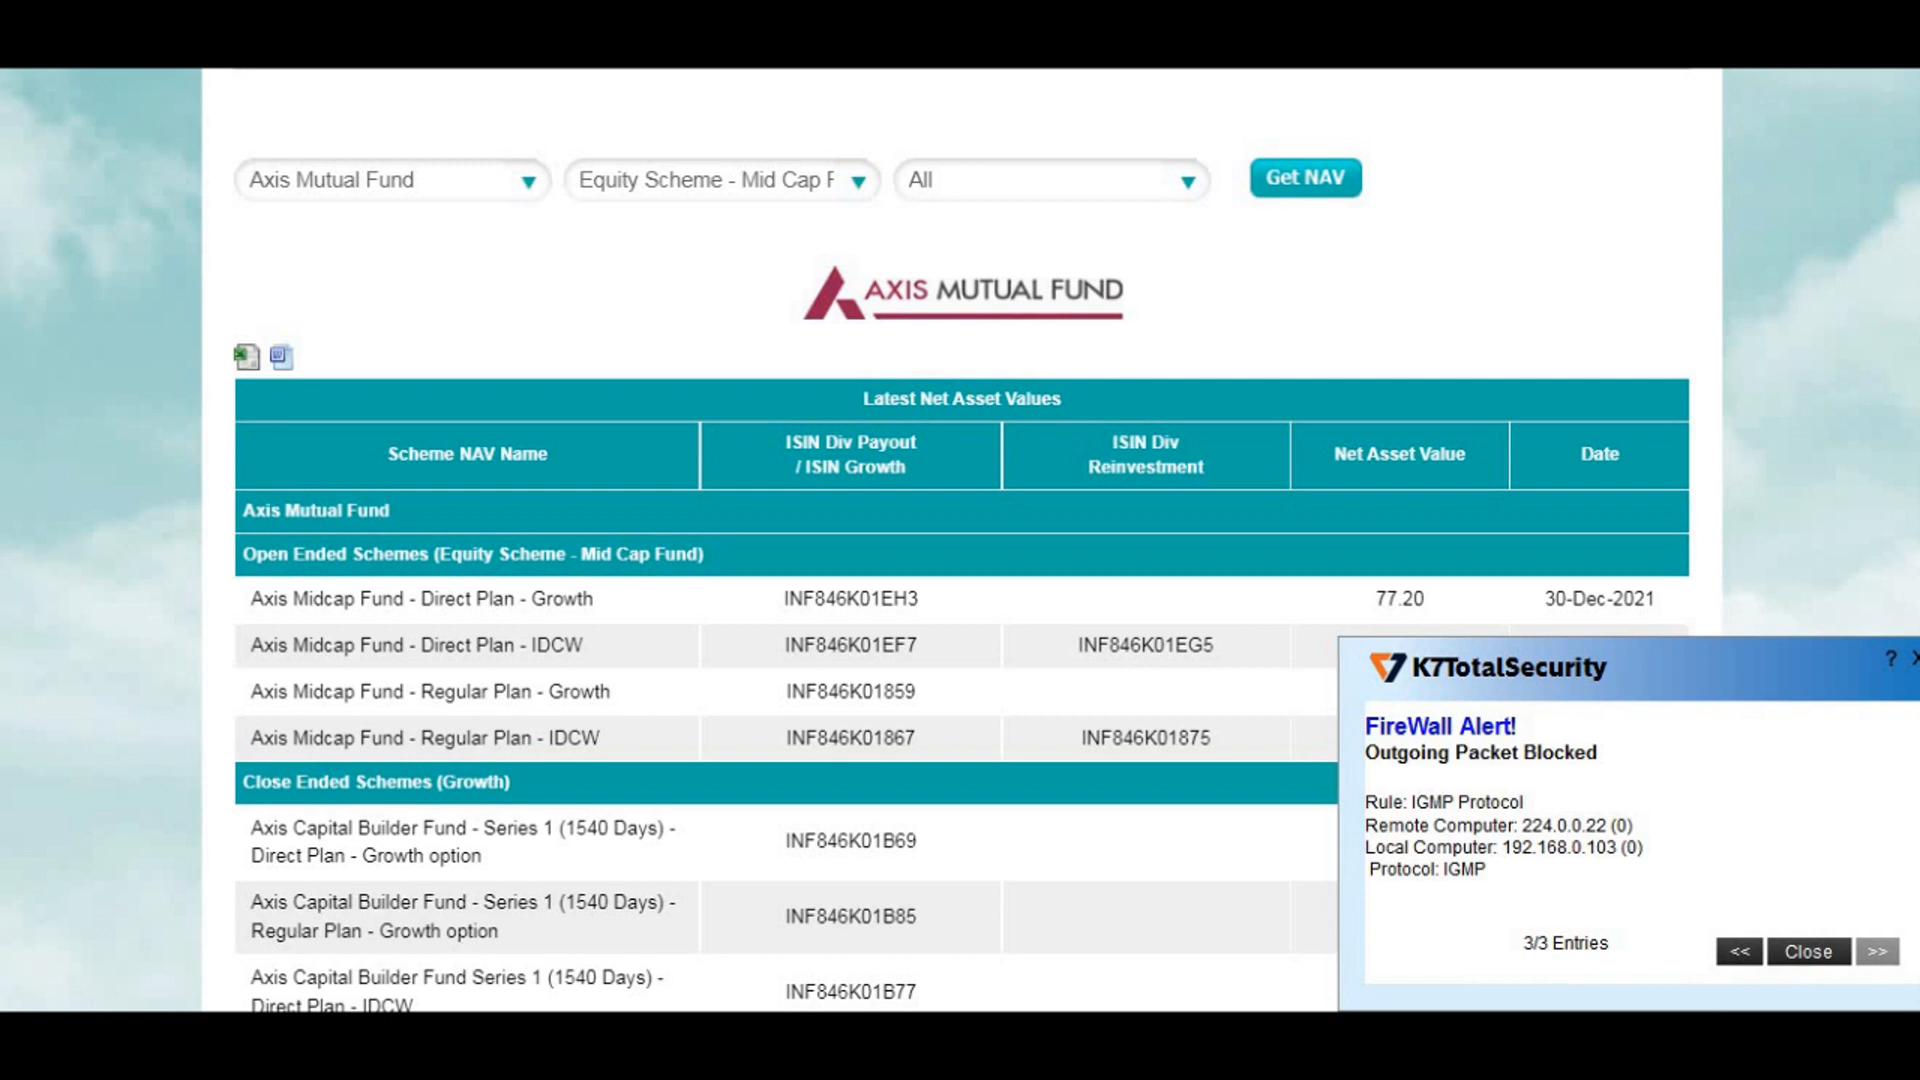 Axis Mutual Fund
Equity Scheme - Mid Cap F
All
Get NAV
AXIS MUTUAL FUND
Latest Net Asset Values
Scheme NAV Name
ISIN Div Payout
/ ISIN Growth
ISIN Div
Reinvestment
Net Asset Value
Date
Axis Mutual Fund
Open Ended Schemes (Equity Scheme - Mid Cap Fund)
Axis Midcap Fund - Direct Plan - Growth INF846K01EH3 77.20 30-Dec-2021
Axis Midcap Fund - Direct Plan - IDCW INF846K01EF7 INF846K01EG5
Axis Midcap Fund - Regular Plan - Growth INF846K01859
Axis Midcap Fund - Regular Plan - IDCW INF846K01867 INF846K01875
Close Ended Schemes (Growth)
Axis Capital Builder Fund - Series 1 (1540 Days) -
Direct Plan - Growth option
INF846K01B69
Axis Capital Builder Fund - Series 1 (1540 Days) -
Regular Plan - Growth option
INF846K01B85
Axis Capital Builder Fund Series 1 (1540 Days) -
Direct Plan - IDCW
INF846K01B77
K7TotalSecurity
? X
FireWall Alert!
Outgoing Packet Blocked
Rule: IGMP Protocol
Remote Computer: 224.0.0.22 (0)
Local Computer: 192.168.0.103 (0)
Protocol: IGMP
3/3 Entries
<< Close >>